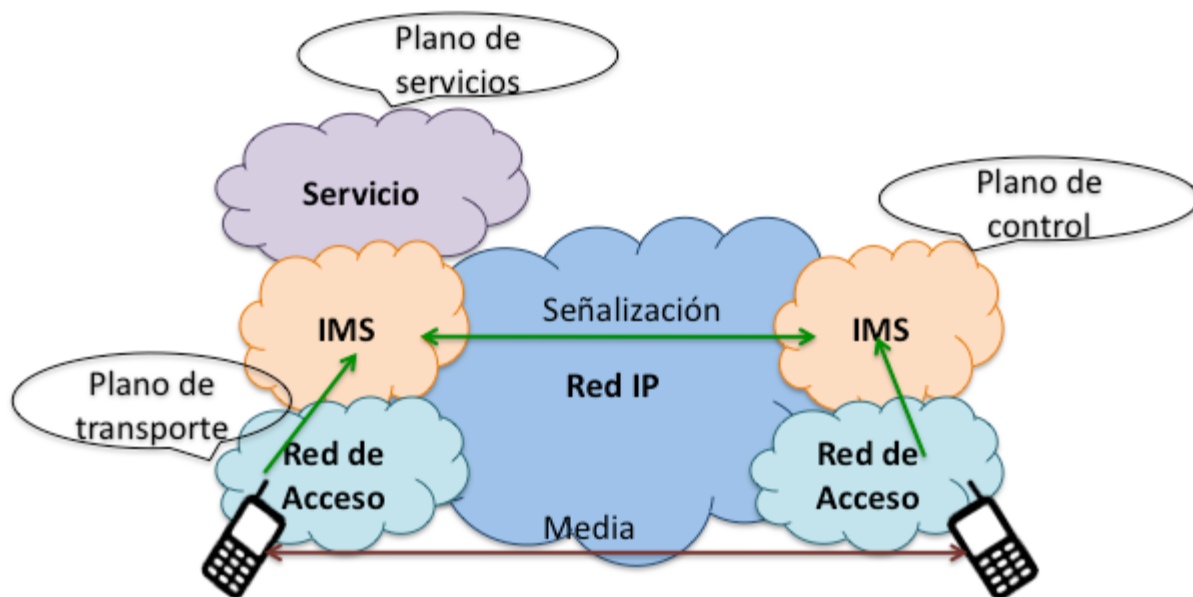 Plano de
servicios
Servicio
Plano de
control
Señalización
IMS
IMS
Plano de
transporte
Red IP
Red de
Acceso
Red de
Acceso
Media